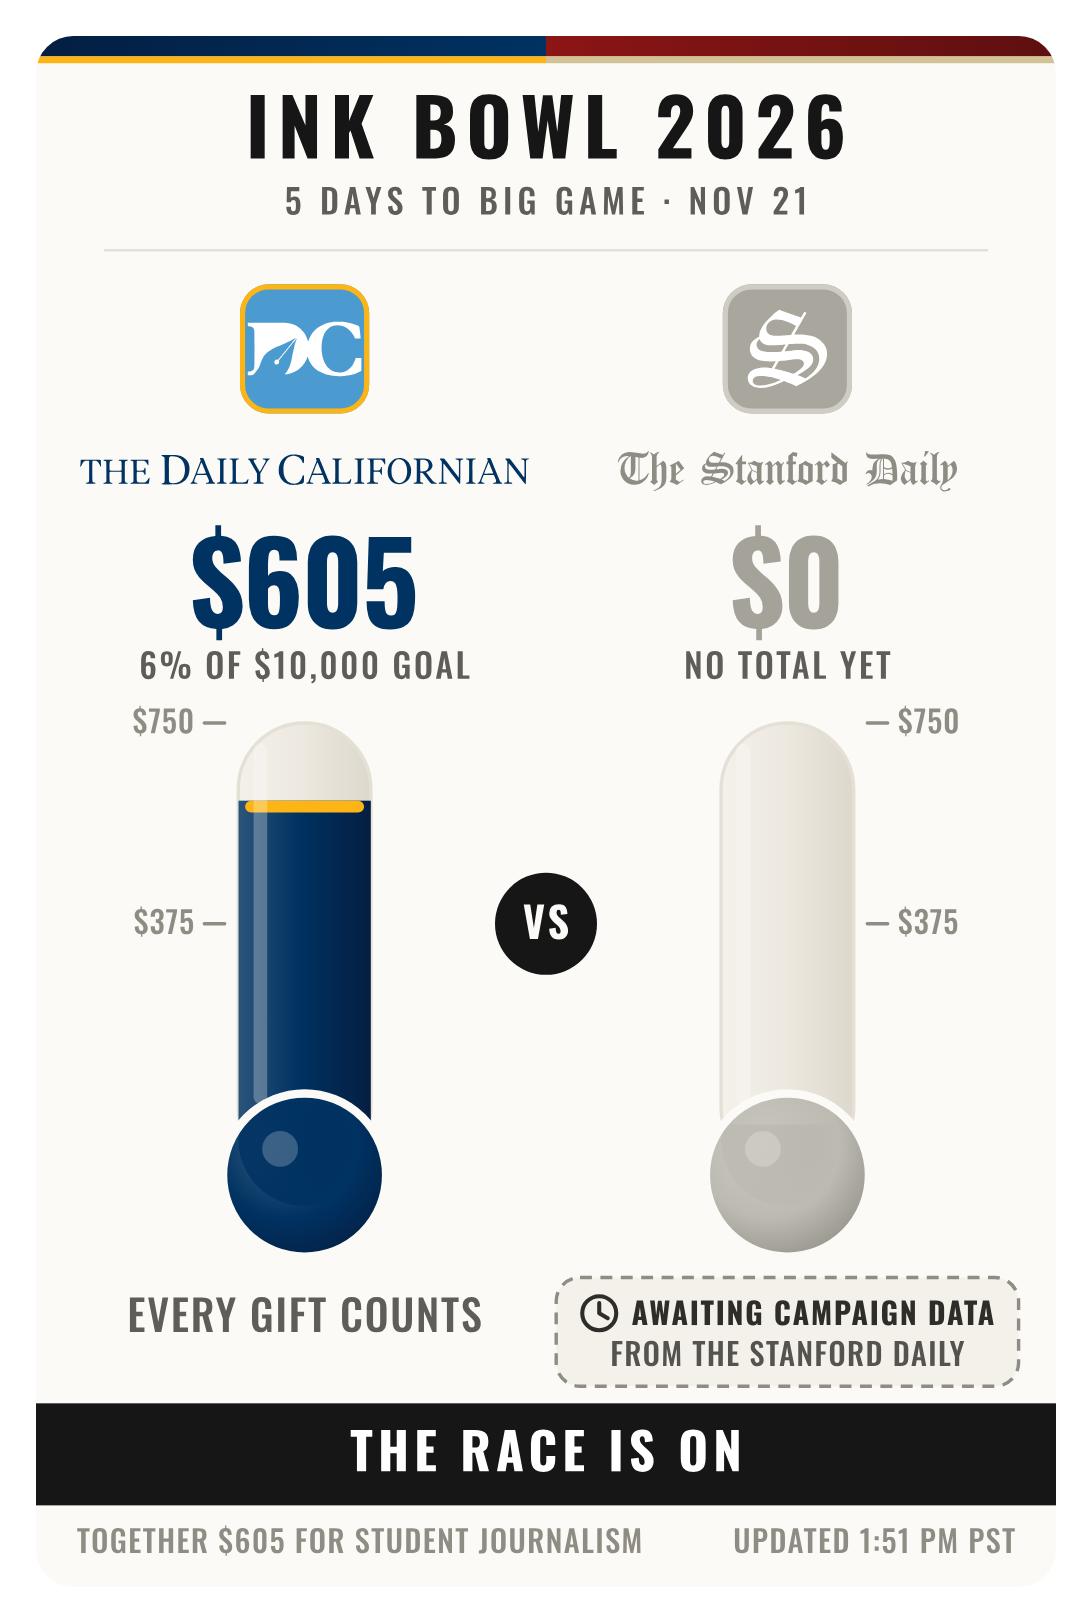 INK BOWL 2026
5 DAYS TO BIG GAME · NOV 21
DC
THE DAILY CALIFORNIAN
$605
6% OF $10,000 GOAL
$750
$375
EVERY GIFT COUNTS
VS
S
The Stanford Daily
$0
NO TOTAL YET
$750
$375
AWAITING CAMPAIGN DATA
FROM THE STANFORD DAILY
THE RACE IS ON
TOGETHER $605 FOR STUDENT JOURNALISM
UPDATED 1:51 PM PST